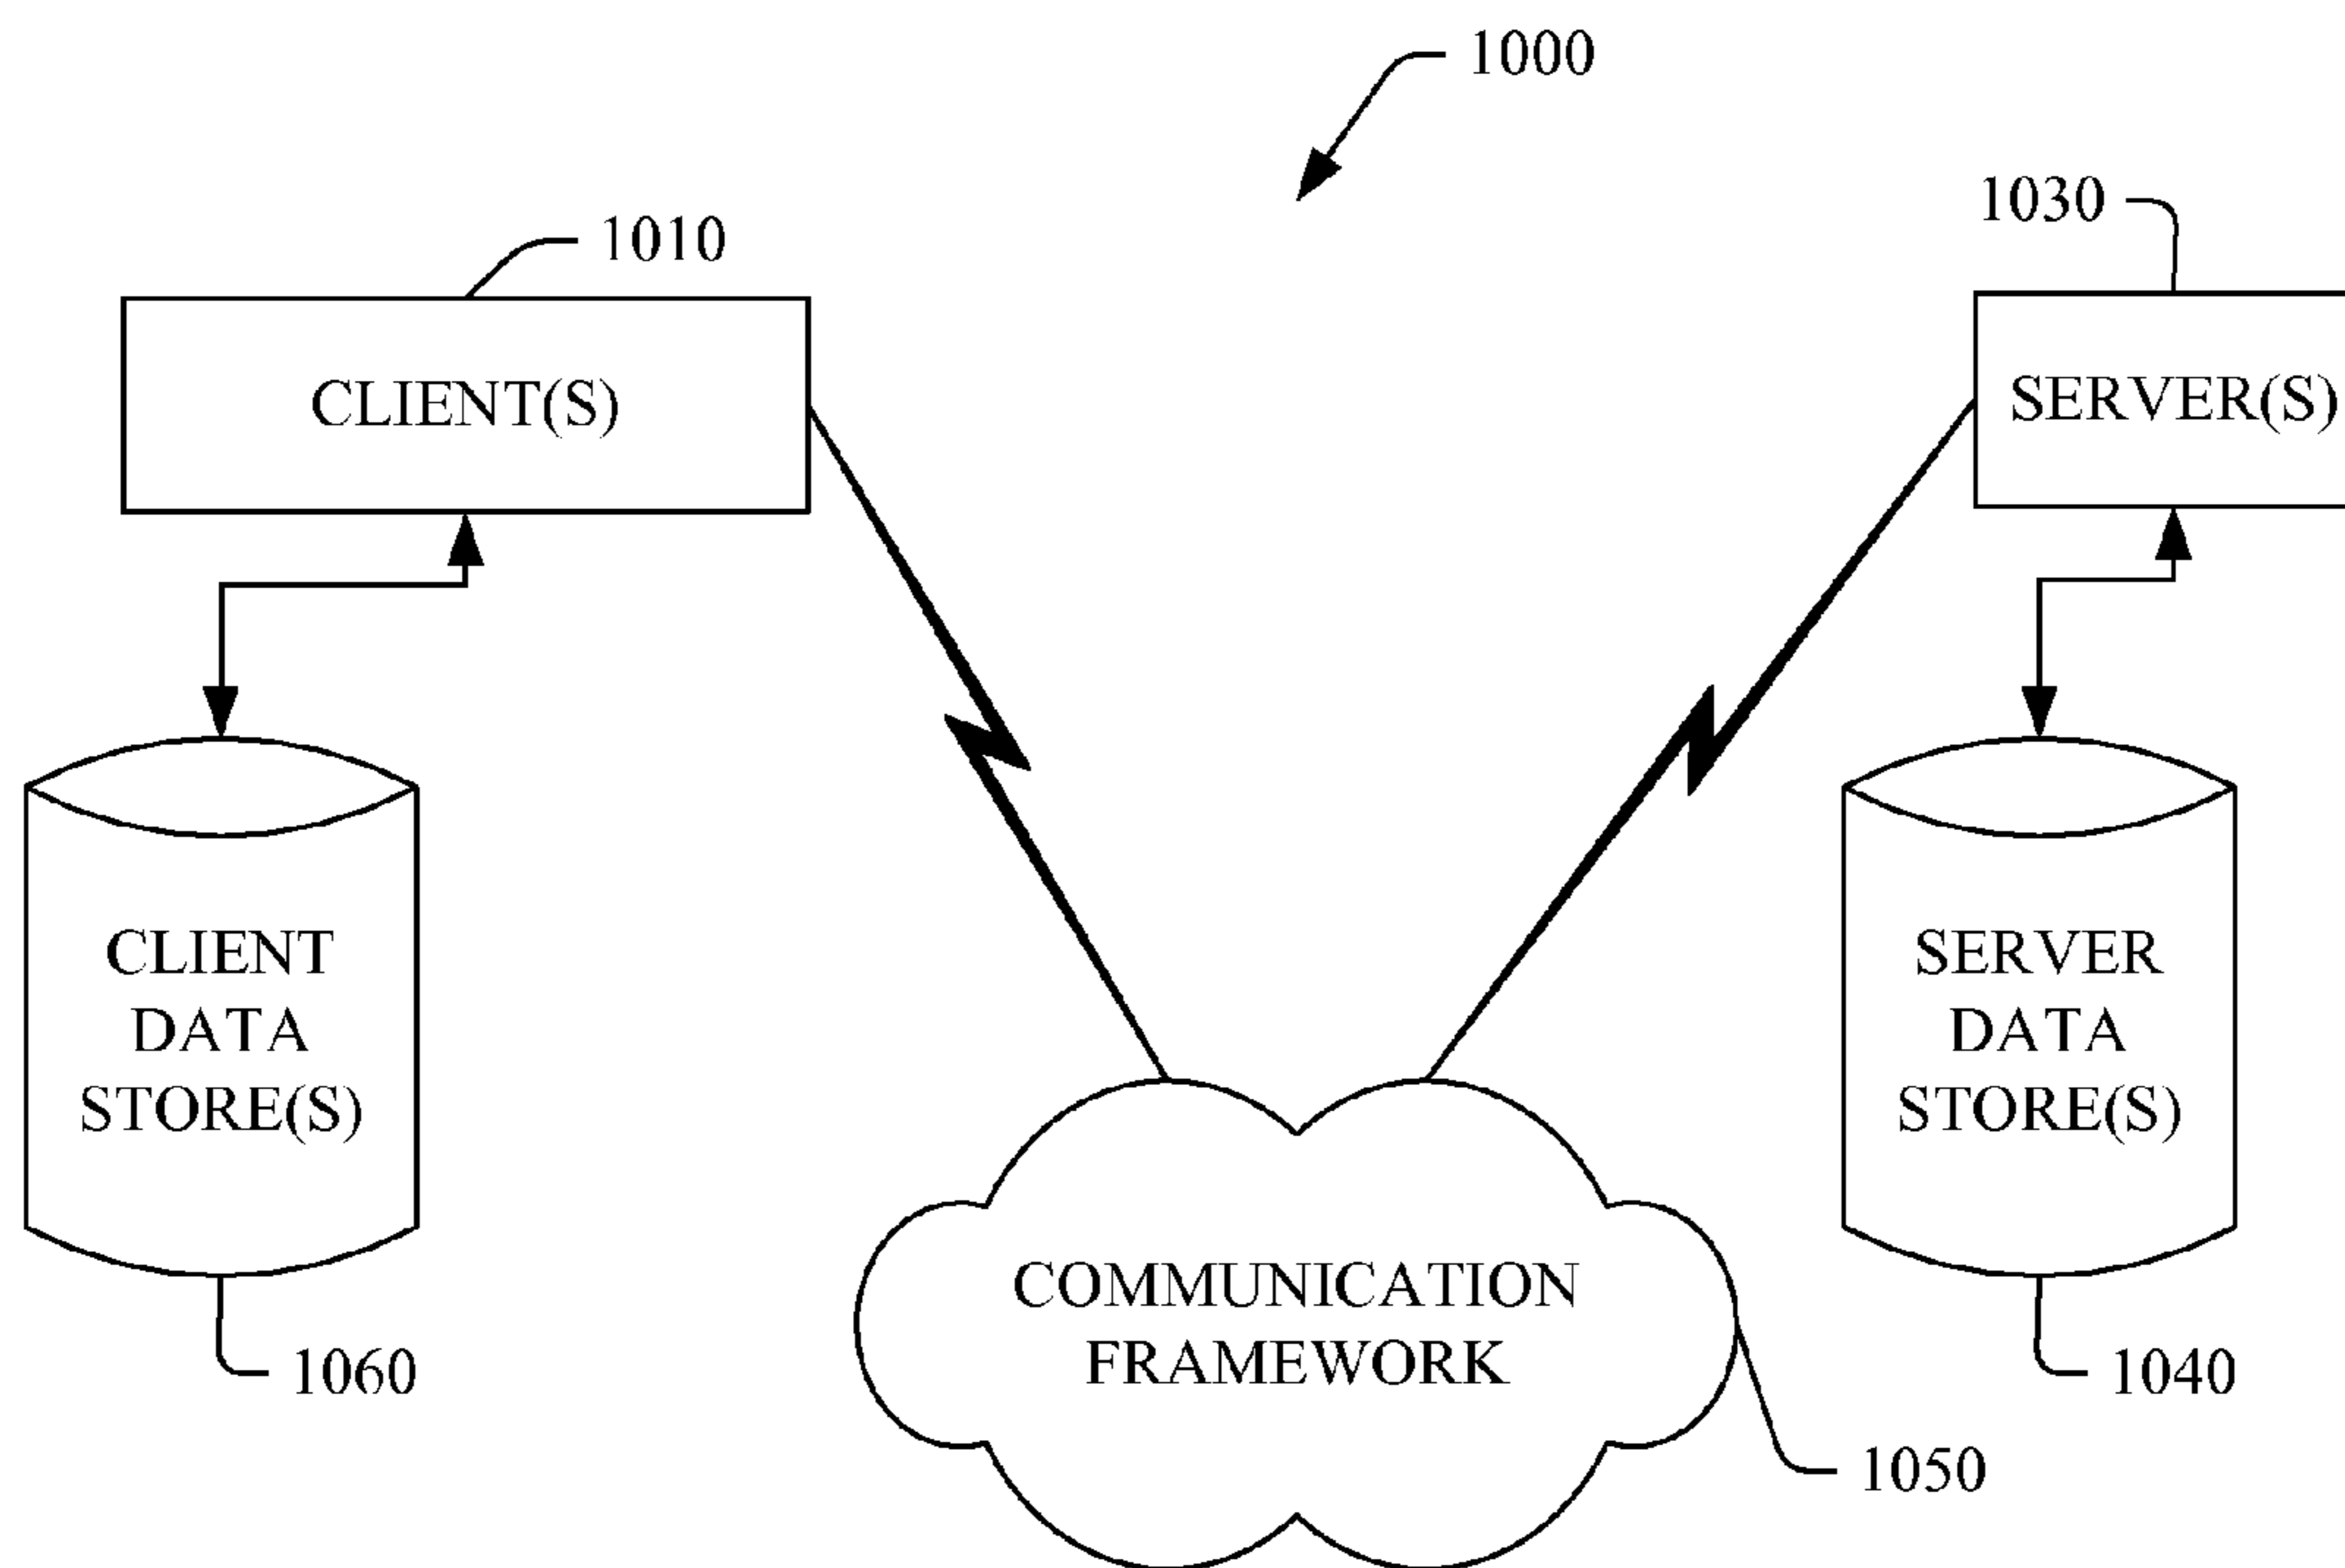 1000
1010
1030
CLIENT(S)
SERVER(S)
CLIENT
DATA
STORE(S)
SERVER
DATA
STORE(S)
COMMUNICATION
FRAMEWORK
1060
1040
1050